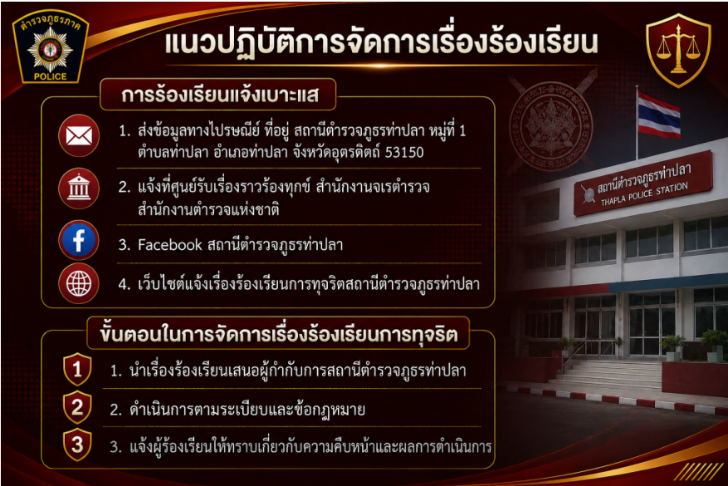 ตำรวจภูธรภาค
POLICE
แนวปฏิบัติการจัดการเรื่องร้องเรียน
การร้องเรียนแจ้งเบาะแส
1. ส่งข้อมูลทางไปรษณีย์ ที่อยู่ สถานีตำรวจภูธรท่าปลา หมู่ที่ 1
ตำบลท่าปลา อำเภอท่าปลา จังหวัดอุตรดิตถ์ 53150
2. แจ้งที่ศูนย์รับเรื่องราวร้องทุกข์ สำนักงานจเรตำรวจ
สำนักงานตำรวจแห่งชาติ
3. Facebook สถานีตำรวจภูธรท่าปลา
4. เว็บไซต์แจ้งเรื่องร้องเรียนการทุจริตสถานีตำรวจภูธรท่าปลา
สถานีตำรวจภูธรท่าปลา
THAPLA POLICE STATION
ขั้นตอนในการจัดการเรื่องร้องเรียนการทุจริต
1 1. นำเรื่องร้องเรียนเสนอผู้กำกับการสถานีตำรวจภูธรท่าปลา
2 2. ดำเนินการตามระเบียบและข้อกฎหมาย
3 3. แจ้งผู้ร้องเรียนให้ทราบเกี่ยวกับความคืบหน้าและผลการดำเนินการ